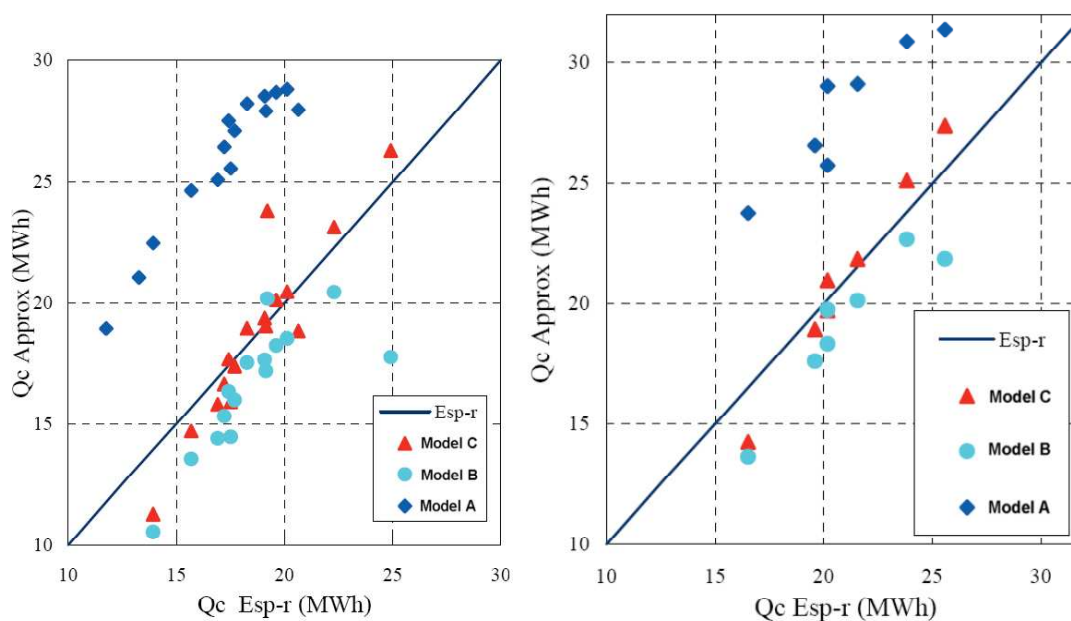 30
25
20
15
10
Qc Approx (MWh)
10 15 20 25 30
Qc Esp-r (MWh)
Esp-r
Model C
Model B
Model A
30
25
20
15
10
Qc Approx (MWh)
10 15 20 25 30
Qc Esp-r (MWh)
Esp-r
Model C
Model B
Model A